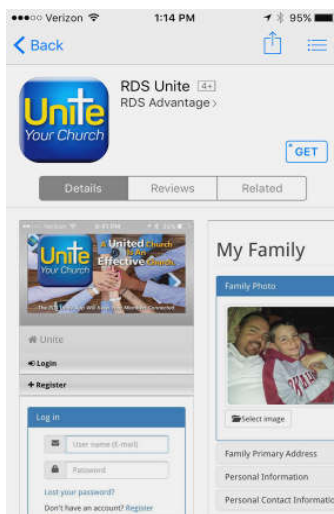 Verizon 1:14 PM 95%
Back
Unite
Your Church
RDS Unite 4+
RDS Advantage
GET
Details Reviews Related
Unite
Your Church
A United Church
Is An
Effective Church
Unite
Login
Register
Log in
User name (E-mail)
Password
Lost your password?
Don't have an account? Register
My Family
Family Photo
Select image
Family Primary Address
Personal Information
Personal Contact Informatio